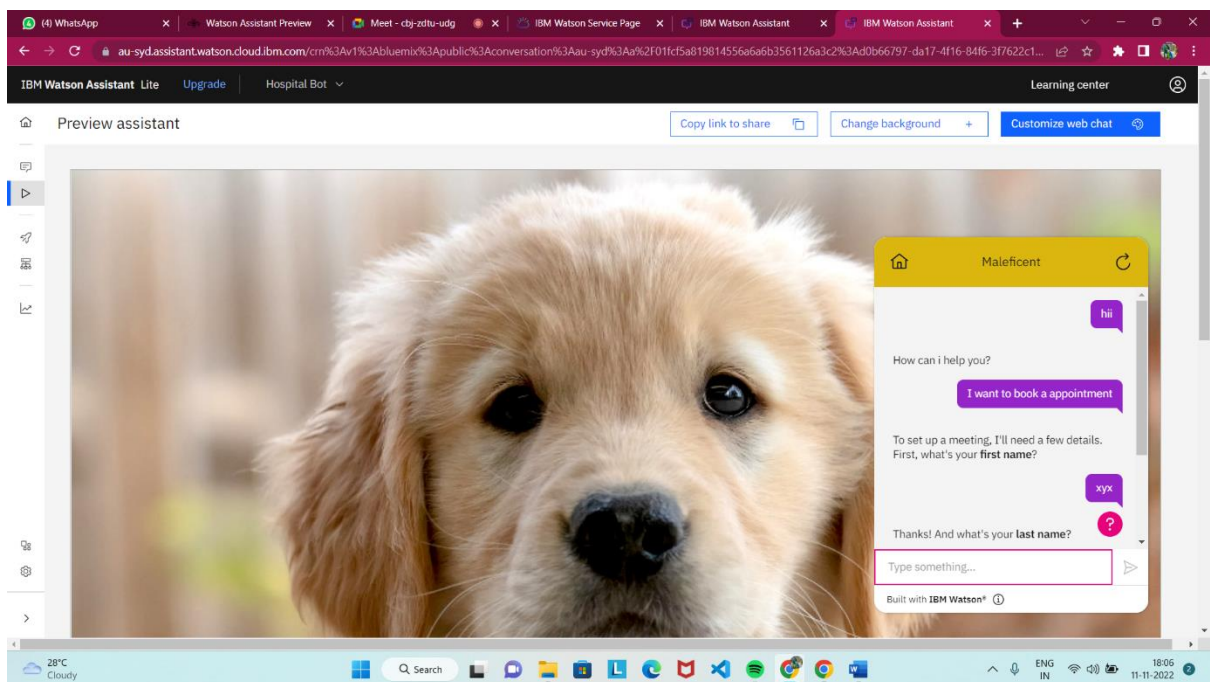 (4) WhatsApp
Watson Assistant Preview
Meet - cbj-zdtu-udg
IBM Watson Service Page
IBM Watson Assistant
IBM Watson Assistant
au-syd.assistant.watson.cloud.ibm.com/crn%3Av1%3Abluemix%3Apublic%3Aconversation%3Aau-syd%3Aa%2F01fcf5a819814556a6a6b3561126a3c2%3Ad0b66797-da17-4f16-84f6-3f7622c1...
IBM Watson Assistant Lite Upgrade Hospital Bot Learning center
Preview assistant Copy link to share Change background + Customize web chat
Maleficent
hii
How can i help you?
I want to book a appointment
To set up a meeting, I'll need a few details.
First, what's your first name?
xyx
?
Thanks! And what's your last name?
Type something...
Built with IBM Watson®
28°C
Cloudy
Search
ENG
IN
18:06
11-11-2022
2